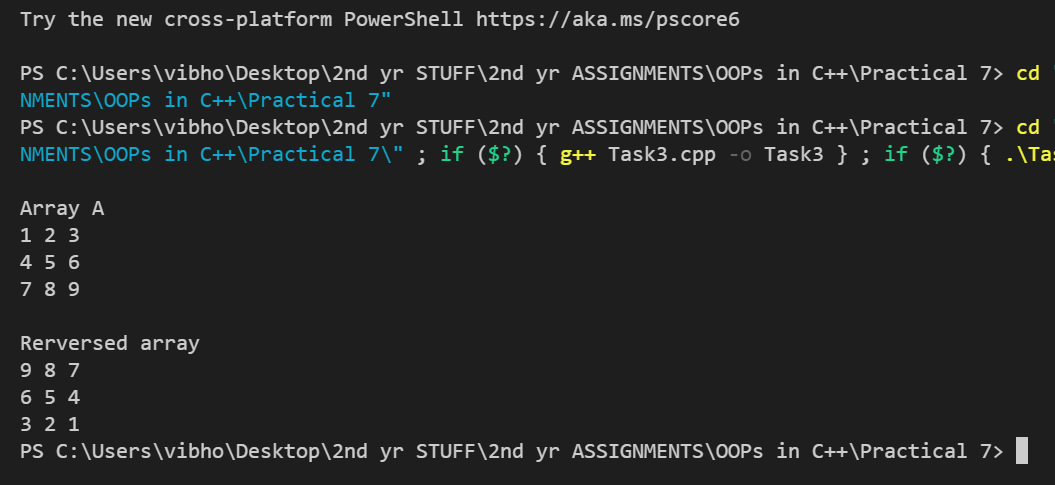 Try the new cross-platform PowerShell https://aka.ms/pscore6
PS C:\Users\vibho\Desktop\2nd yr STUFF\2nd yr ASSIGNMENTS\OOPs in C++\Practical 7> cd "
NMENTS\OOPs in C++\Practical 7"
PS C:\Users\vibho\Desktop\2nd yr STUFF\2nd yr ASSIGNMENTS\OOPs in C++\Practical 7> cd "
NMENTS\OOPs in C++\Practical 7\" ; if ($?) { g++ Task3.cpp -o Task3 } ; if ($?) { .\Tas
Array A
1 2 3
4 5 6
7 8 9
Rerversed array
9 8 7
6 5 4
3 2 1
PS C:\Users\vibho\Desktop\2nd yr STUFF\2nd yr ASSIGNMENTS\OOPs in C++\Practical 7>